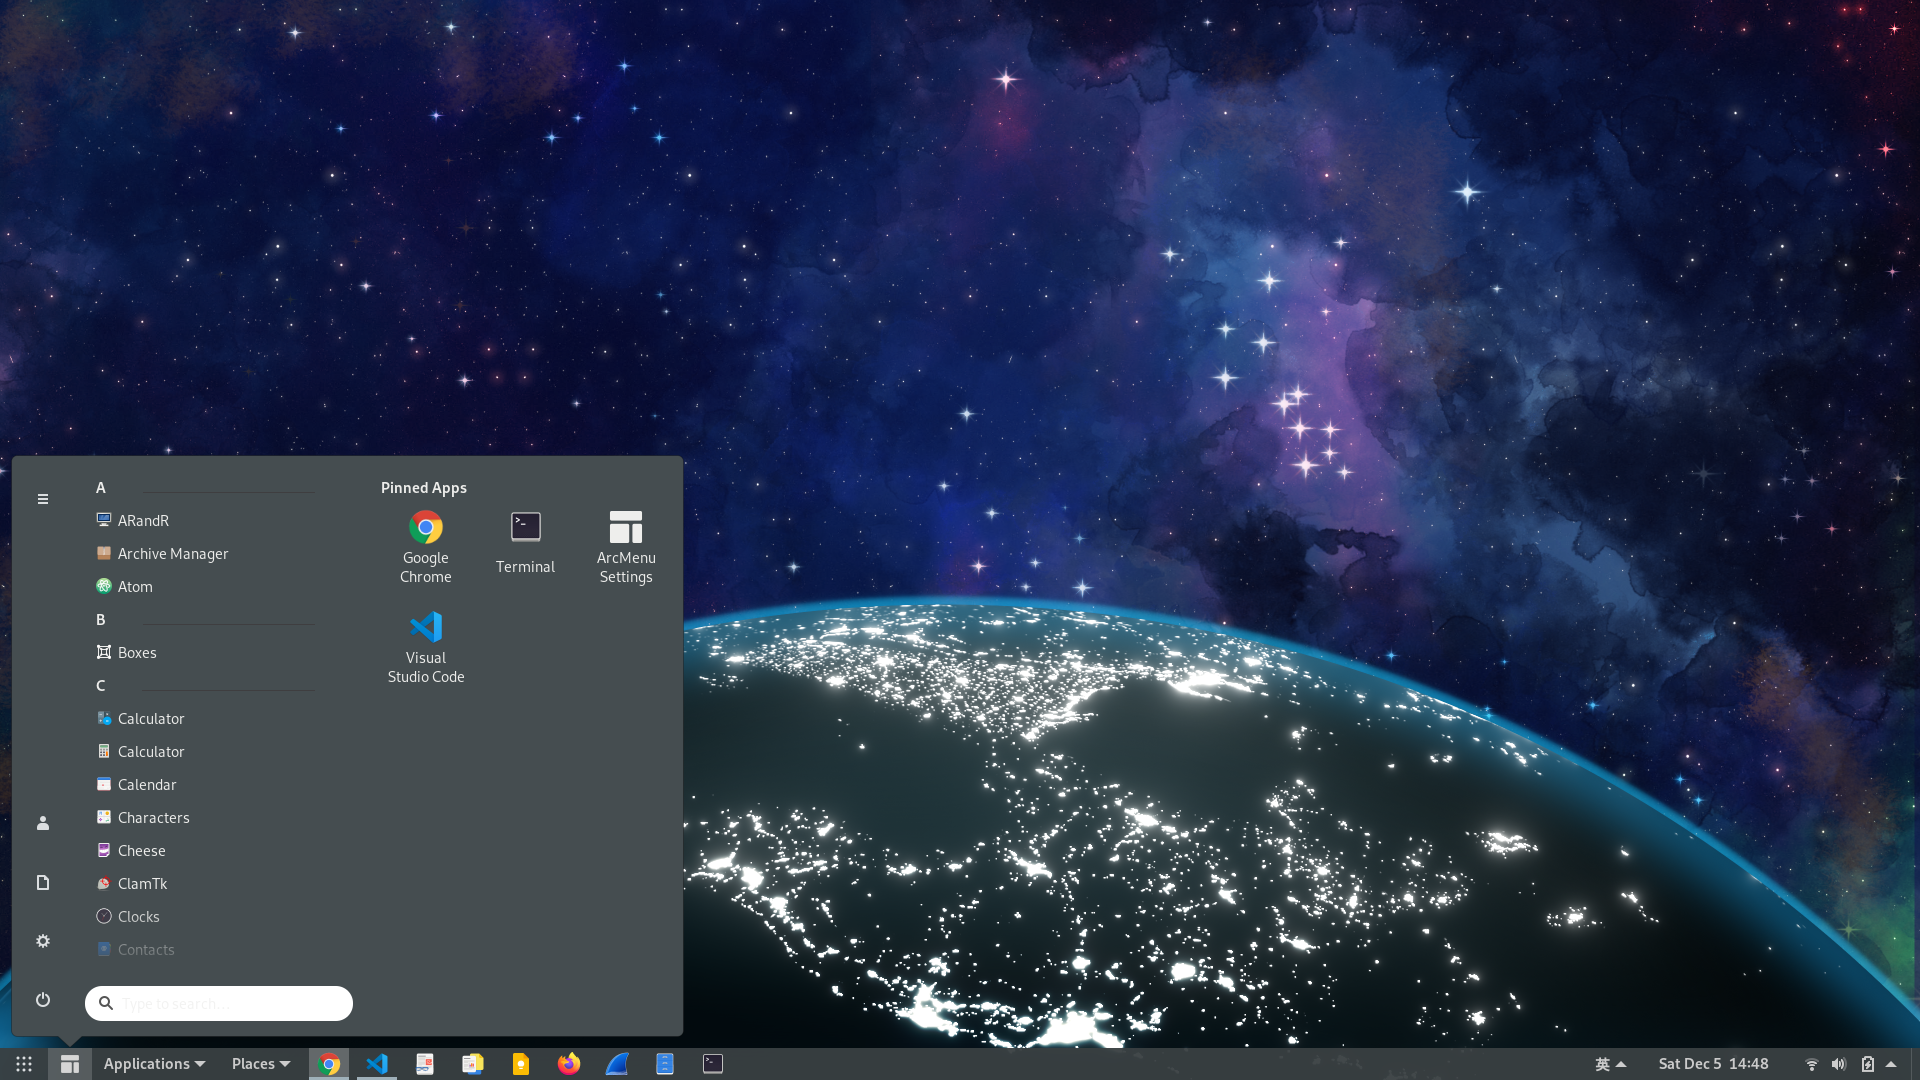 A
ARandR
Archive Manager
Atom
B
Boxes
C
Calculator
Calculator
Calendar
Characters
Cheese
ClamTk
Clocks
Contacts
Type to search...
Pinned Apps
Google
Chrome
Terminal
ArcMenu
Settings
Visual
Studio Code
Applications
Places
英
Sat Dec 5 14:48